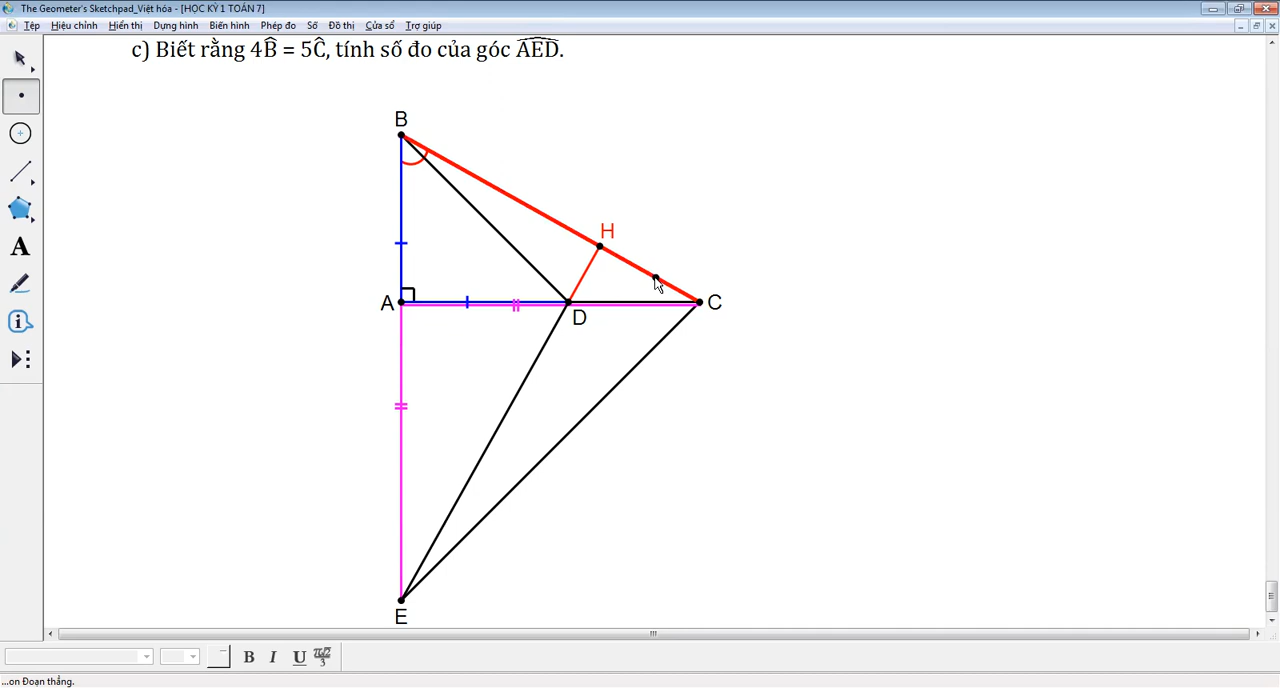 The Geometer's Sketchpad_Việt hóa - [HỌC KỲ 1 TOÁN 7]
Tệp Hiệu chỉnh Hiển thị Dựng hình Biến hình Phép đo Số Đồ thị Cửa sổ Trợ giúp
c) Biết rằng 4B̂ = 5Ĉ, tính số đo của góc A͡ED.
B
H
A
C
D
E
A
B I U
...on Đoạn thẳng.